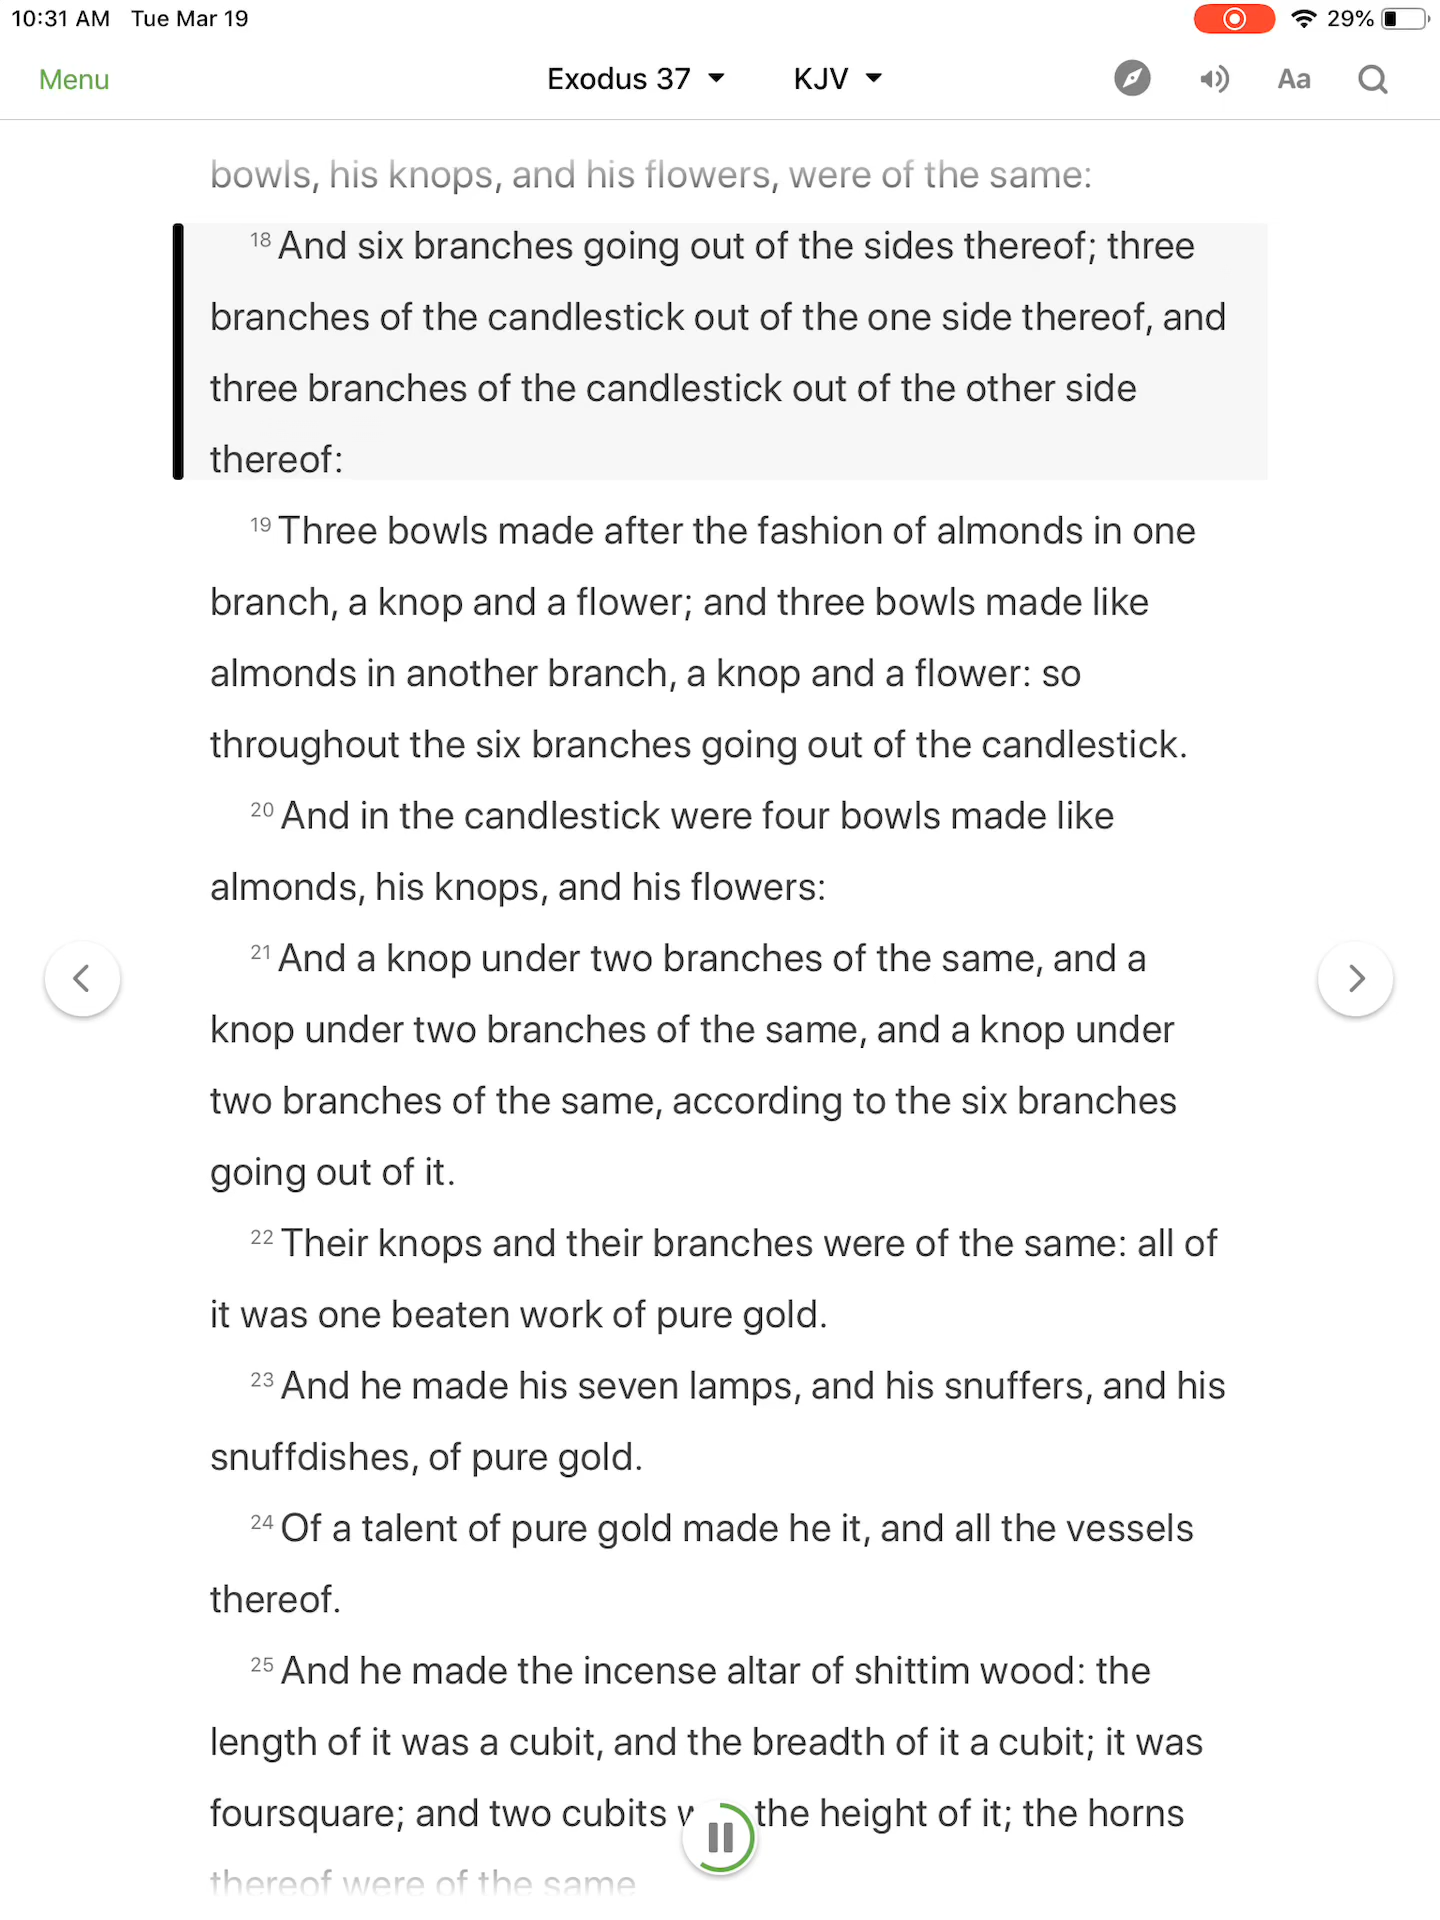 10:31 AM Tue Mar 19 29%
Menu Exodus 37 KJV Aa
bowls, his knops, and his flowers, were of the same:
18 And six branches going out of the sides thereof; three
branches of the candlestick out of the one side thereof, and
three branches of the candlestick out of the other side
thereof:
19 Three bowls made after the fashion of almonds in one
branch, a knop and a flower; and three bowls made like
almonds in another branch, a knop and a flower: so
throughout the six branches going out of the candlestick.
20 And in the candlestick were four bowls made like
almonds, his knops, and his flowers:
21 And a knop under two branches of the same, and a
knop under two branches of the same, and a knop under
two branches of the same, according to the six branches
going out of it.
22 Their knops and their branches were of the same: all of
it was one beaten work of pure gold.
23 And he made his seven lamps, and his snuffers, and his
snuffdishes, of pure gold.
24 Of a talent of pure gold made he it, and all the vessels
thereof.
25 And he made the incense altar of shittim wood: the
length of it was a cubit, and the breadth of it a cubit; it was
foursquare; and two cubits the height of it; the horns
thereof were of the same